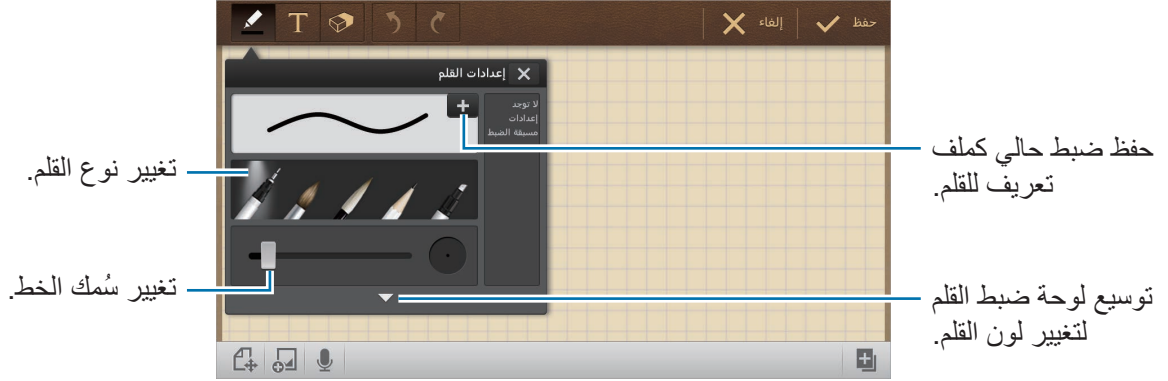 حفظ
إلغاء
T
إعدادات القلم
لا توجد
إعدادات
مسبقة الضبط
حفظ ضبط حالي كملف
تعريف للقلم.
تغيير نوع القلم.
توسيع لوحة ضبط القلم
لتغيير لون القلم.
تغيير سُمك الخط.